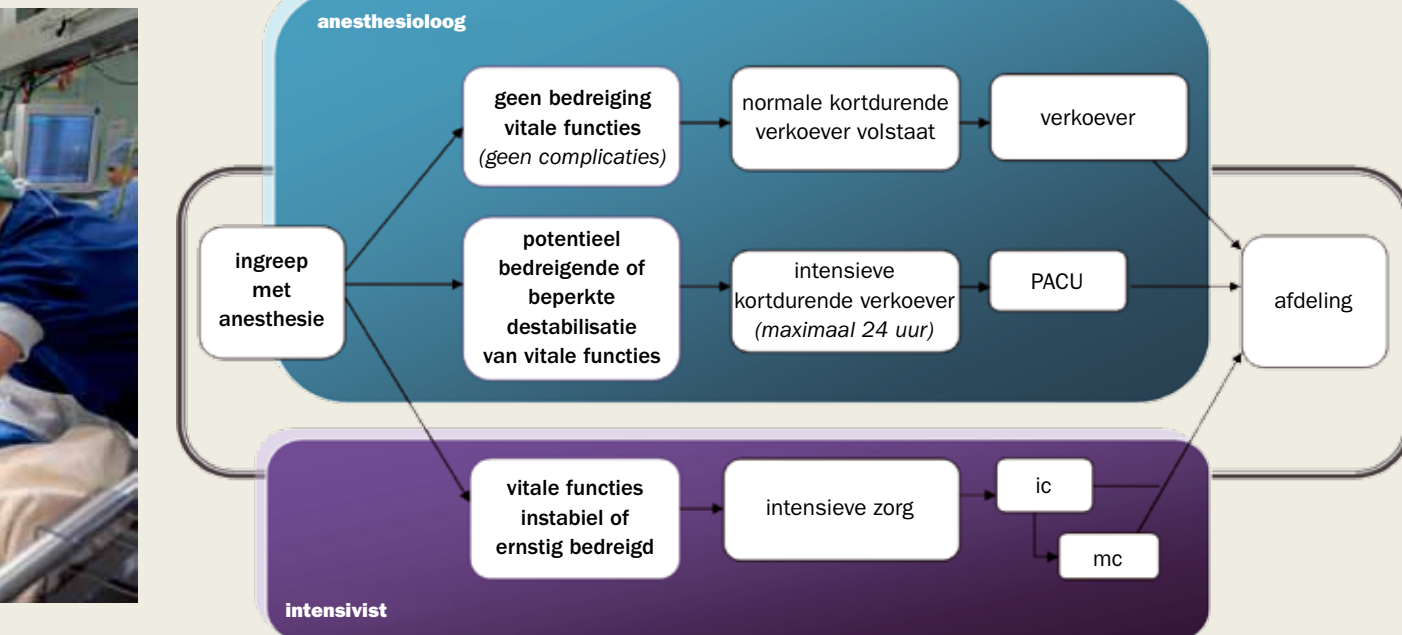 anesthesioloog
ingreep
met
anesthesie
geen bedreiging
vitale functies
(geen complicaties)
normale kortdurende
verkoever volstaat
verkoever
potentieel
bedreigende of
beperkte
destabilisatie
van vitale functies
intensieve
kortdurende verkoever
(maximaal 24 uur)
PACU
afdeling
vitale functies
instabiel of
ernstig bedreigd
intensieve zorg
ic
mc
intensivist